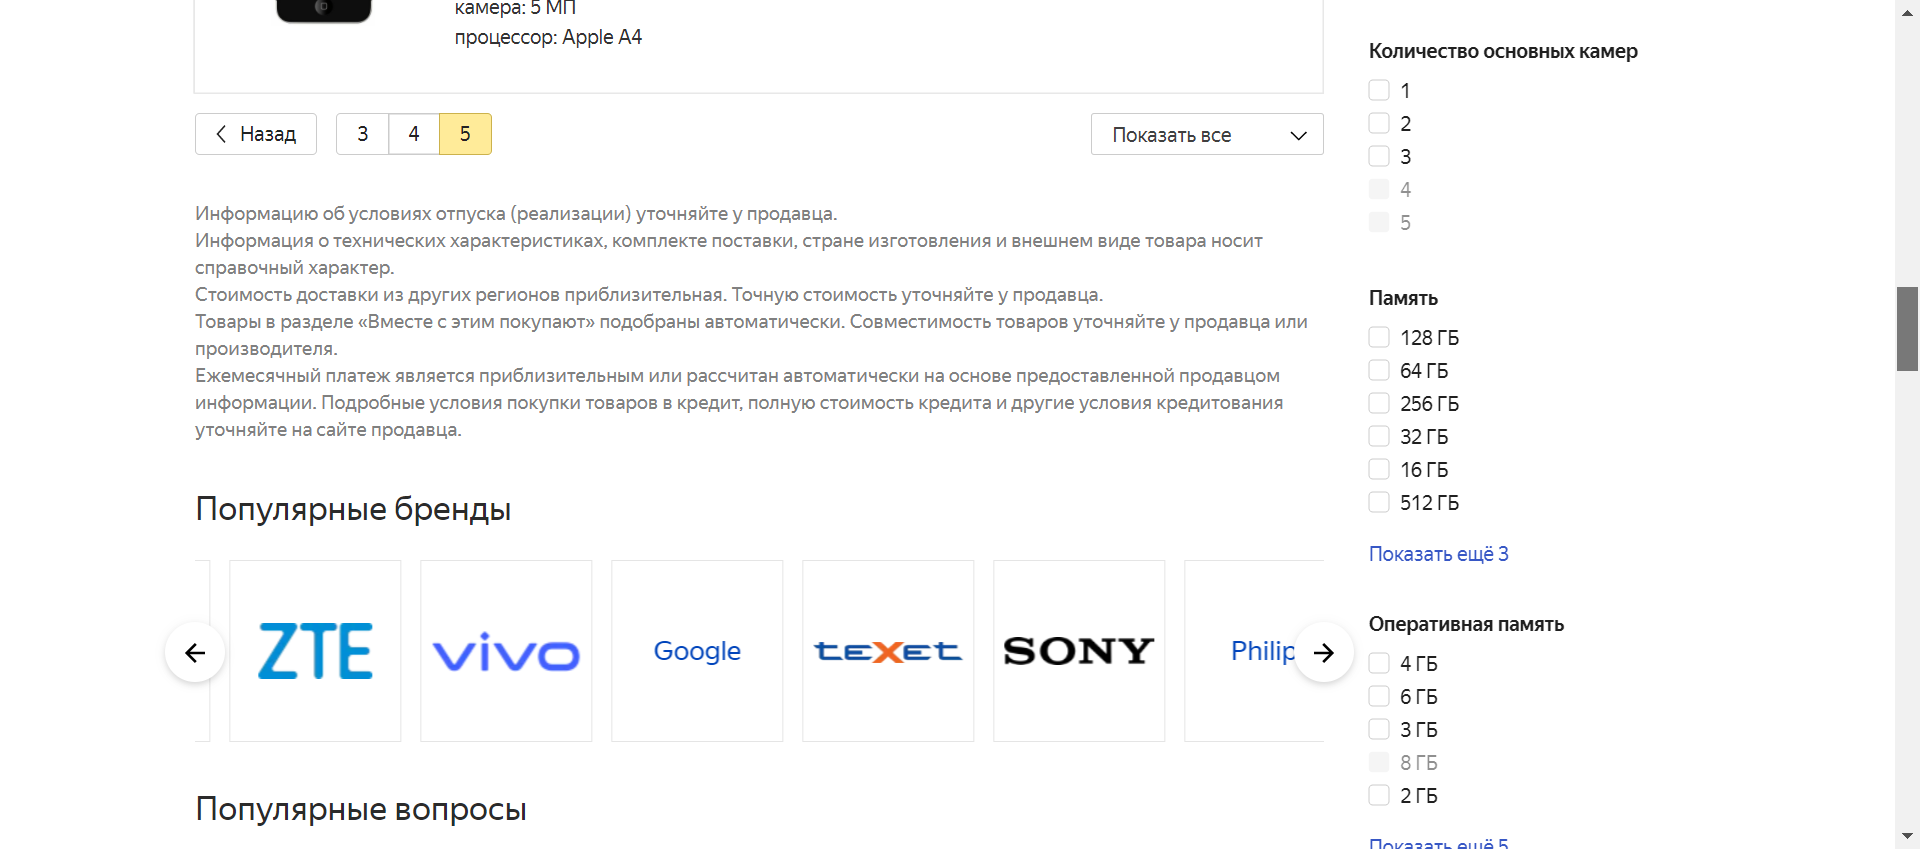 камера: 5 МП
процессор: Apple A4
Назад
3
4
5
Показать все
Информацию об условиях отпуска (реализации) уточняйте у продавца.
Информация о технических характеристиках, комплекте поставки, стране изготовления и внешнем виде товара носит
справочный характер.
Стоимость доставки из других регионов приблизительная. Точную стоимость уточняйте у продавца.
Товары в разделе «Вместе с этим покупают» подобраны автоматически. Совместимость товаров уточняйте у продавца или
производителя.
Ежемесячный платеж является приблизительным или рассчитан автоматически на основе предоставленной продавцом
информации. Подробные условия покупки товаров в кредит, полную стоимость кредита и другие условия кредитования
уточняйте на сайте продавца.
Популярные бренды
ZTE
vivo
Google
teXet
SONY
Philip
Популярные вопросы
Количество основных камер
1
2
3
4
5
Память
128 ГБ
64 ГБ
256 ГБ
32 ГБ
16 ГБ
512 ГБ
Показать ещё 3
Оперативная память
4 ГБ
6 ГБ
3 ГБ
8 ГБ
2 ГБ
Показать ещё 5